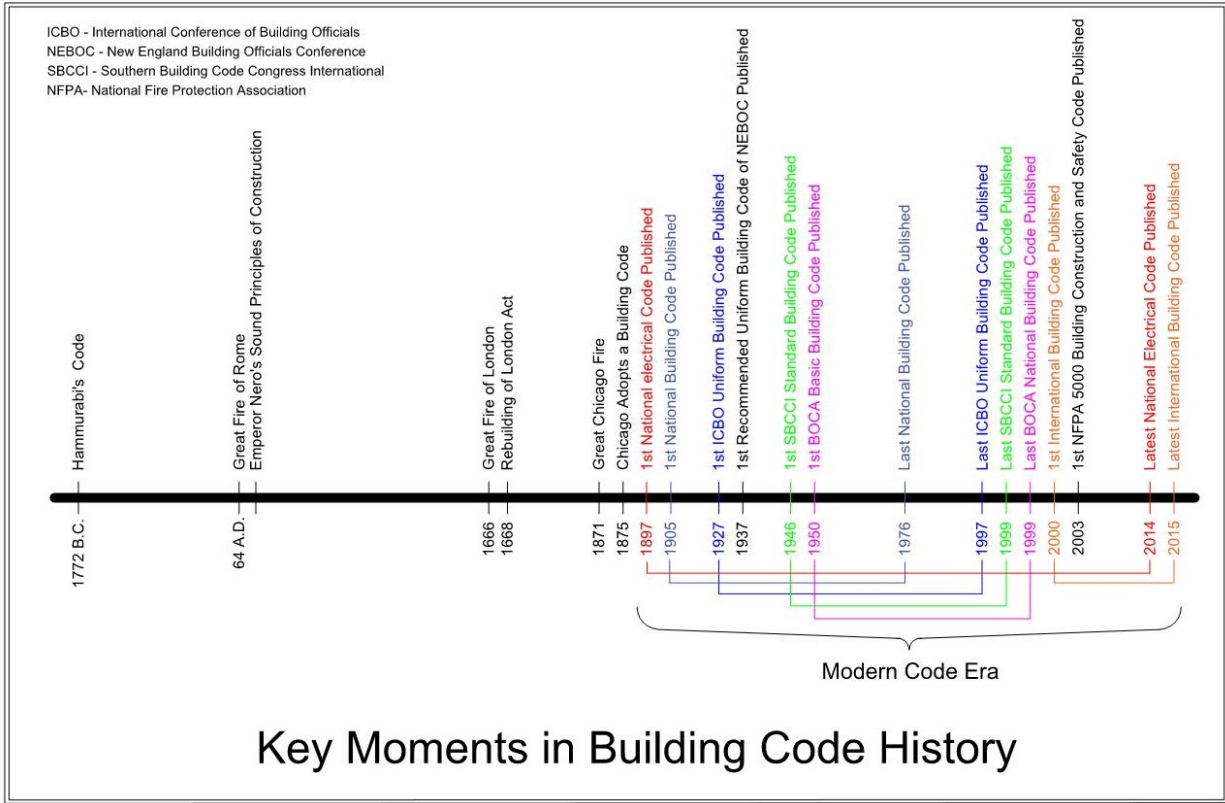 ICBO - International Conference of Building Officials
NEBOC - New England Building Officials Conference
SBCCI - Southern Building Code Congress International
NFPA- National Fire Protection Association
Hammurabi's Code
Great Fire of Rome
Emperor Nero's Sound Principles of Construction
Great Fire of London
Rebuilding of London Act
Great Chicago Fire
Chicago Adopts a Building Code
1st National electrical Code Published
1st National Building Code Published
1st ICBO Uniform Building Code Published
1st Recommended Uniform Building Code of NEBOC Published
1st SBCCI Standard Building Code Published
1st BOCA Basic Building Code Published
Last National Building Code Published
Last ICBO Uniform Building Code Published
Last SBCCI Standard Building Code Published
Last BOCA National Building Code Published
1st International Building Code Published
1st NFPA 5000 Building Construction and Safety Code Published
Latest National Electrical Code Published
Latest International Building Code Published
1772 B.C.
64 A.D.
1666
1668
1871
1875
1897
1905
1927
1937
1946
1950
1976
1997
1999
1999
2000
2003
2014
2015
Modern Code Era
Key Moments in Building Code History